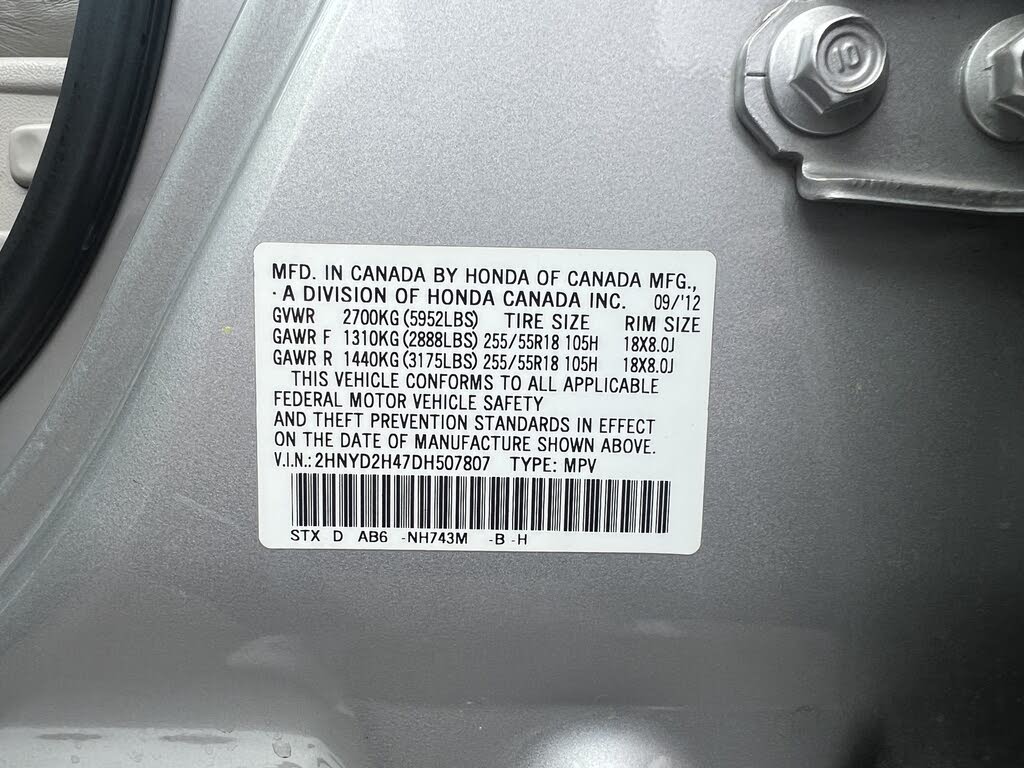 10
MFD. IN CANADA BY HONDA OF CANADA MFG.,
· A DIVISION OF HONDA CANADA INC. 09/'12
GVWR 2700KG (5952LBS) TIRE SIZE RIM SIZE
GAWR F 1310KG (2888LBS) 255/55R18 105H 18X8.0J
GAWR R 1440KG (3175LBS) 255/55R18 105H 18X8.0J
THIS VEHICLE CONFORMS TO ALL APPLICABLE
FEDERAL MOTOR VEHICLE SAFETY
AND THEFT PREVENTION STANDARDS IN EFFECT
ON THE DATE OF MANUFACTURE SHOWN ABOVE.
V.I.N.: 2HNYD2H47DH507807 TYPE: MPV
STX D AB6 -NH743M -B -H